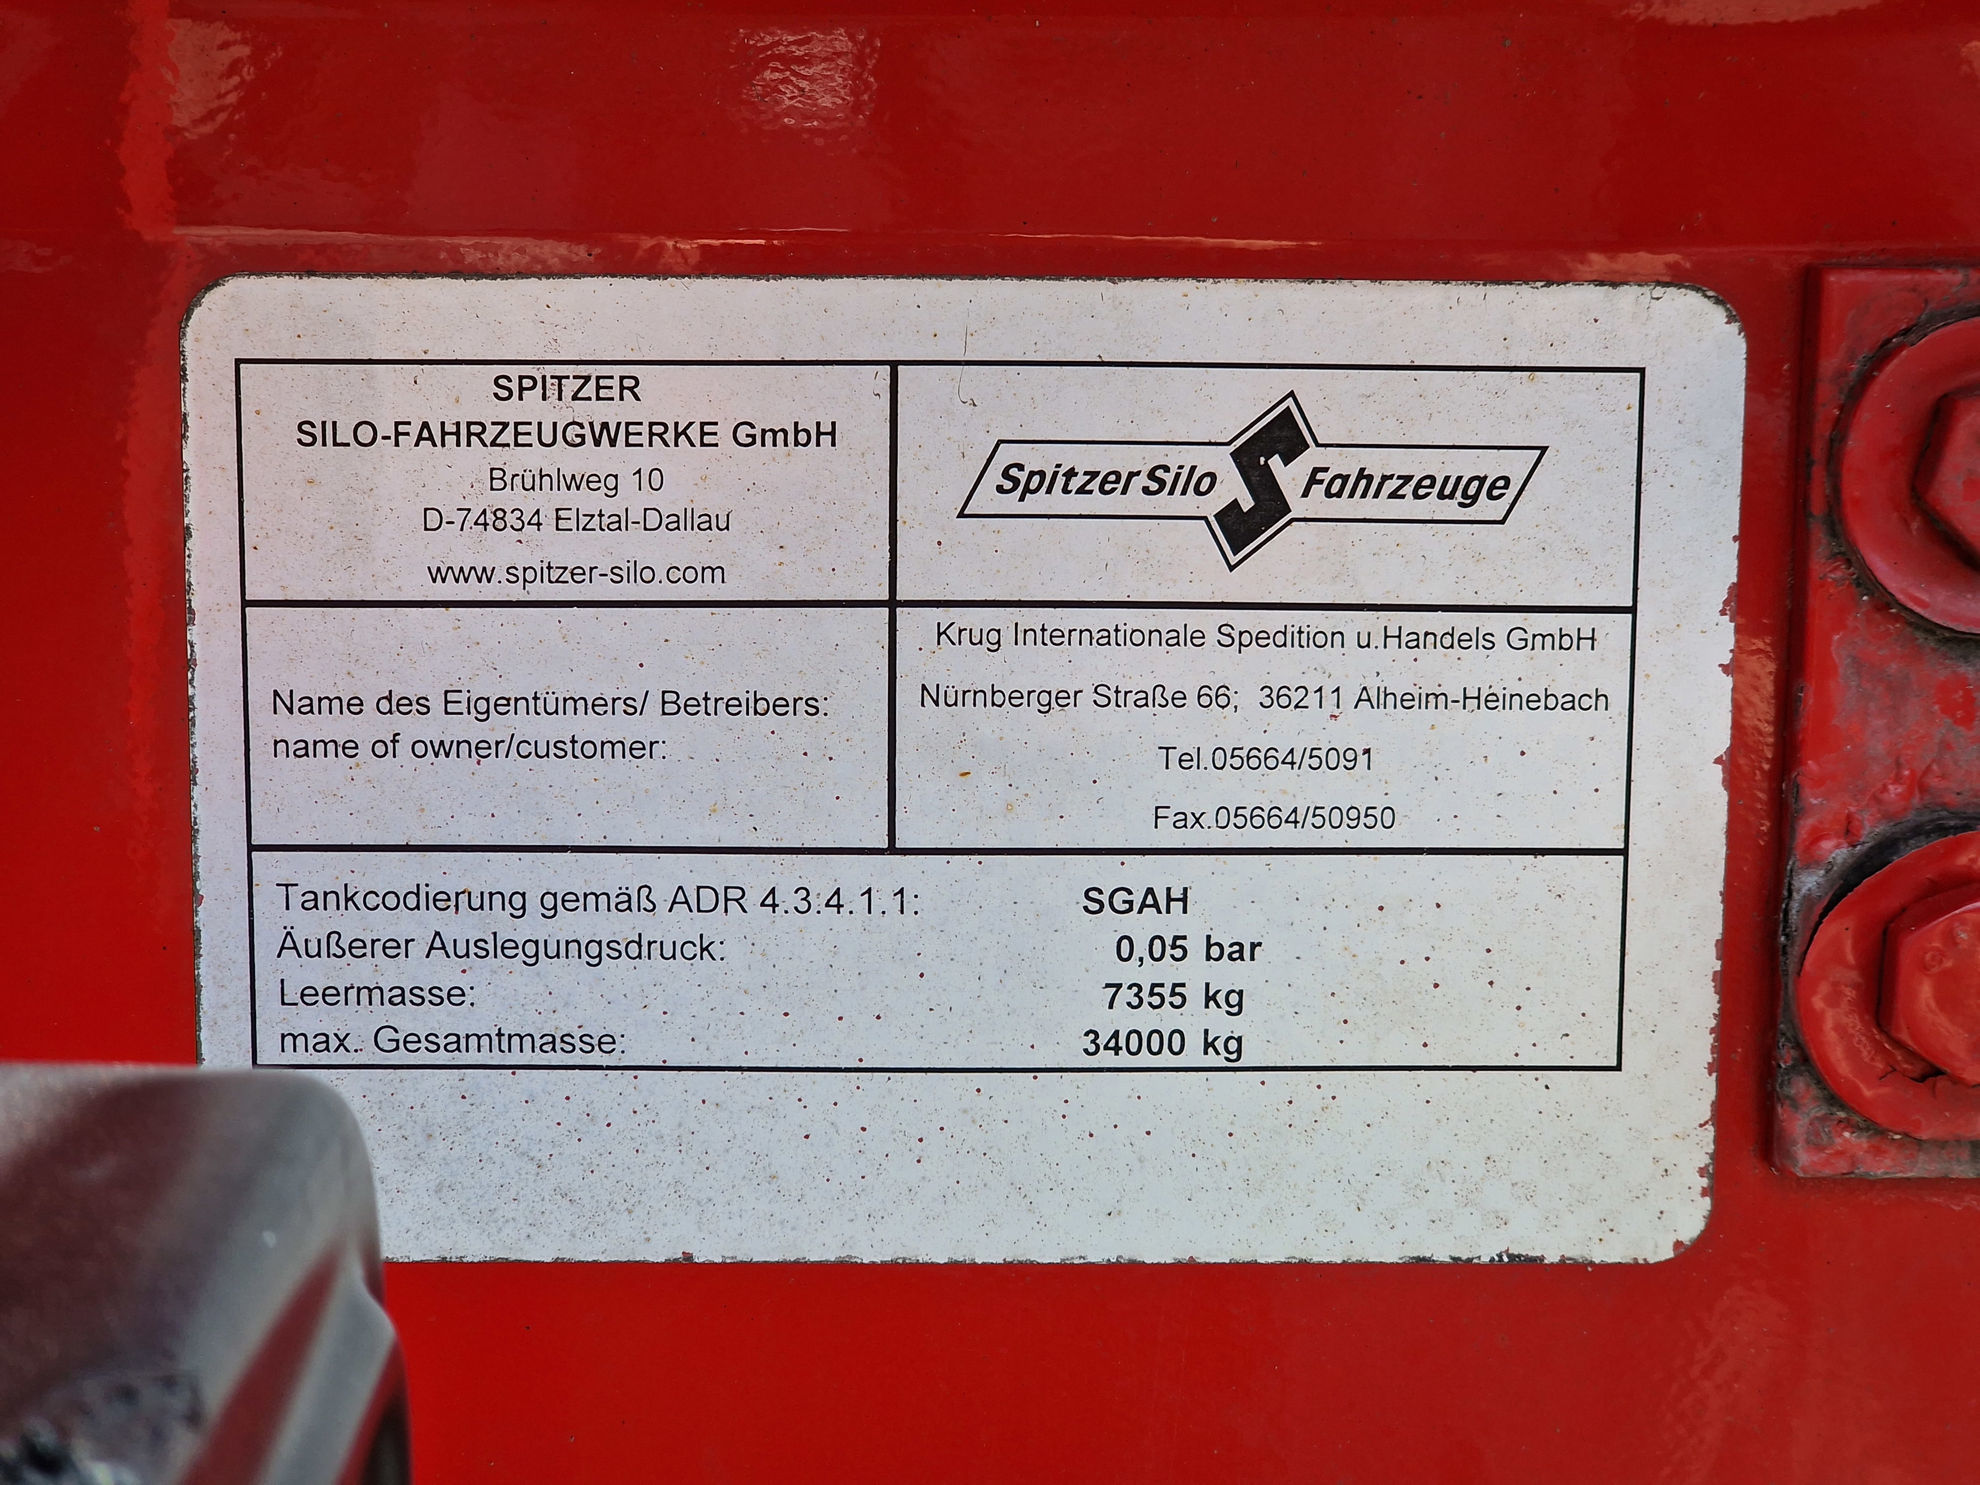 SPITZER
SILO-FAHRZEUGWERKE GmbH
Brühlweg 10
D-74834 Elztal-Dallau
www.spitzer-silo.com
Spitzer Silo S Fahrzeuge
Name des Eigentümers/ Betreibers:
name of owner/customer:
Krug Internationale Spedition u.Handels GmbH
Nürnberger Straße 66; 36211 Alheim-Heinebach
Tel.05664/5091
Fax.05664/50950
Tankcodierung gemäß ADR 4.3.4.1.1: SGAH
Äußerer Auslegungsdruck: 0,05 bar
Leermasse: 7355 kg
max. Gesamtmasse: 34000 kg